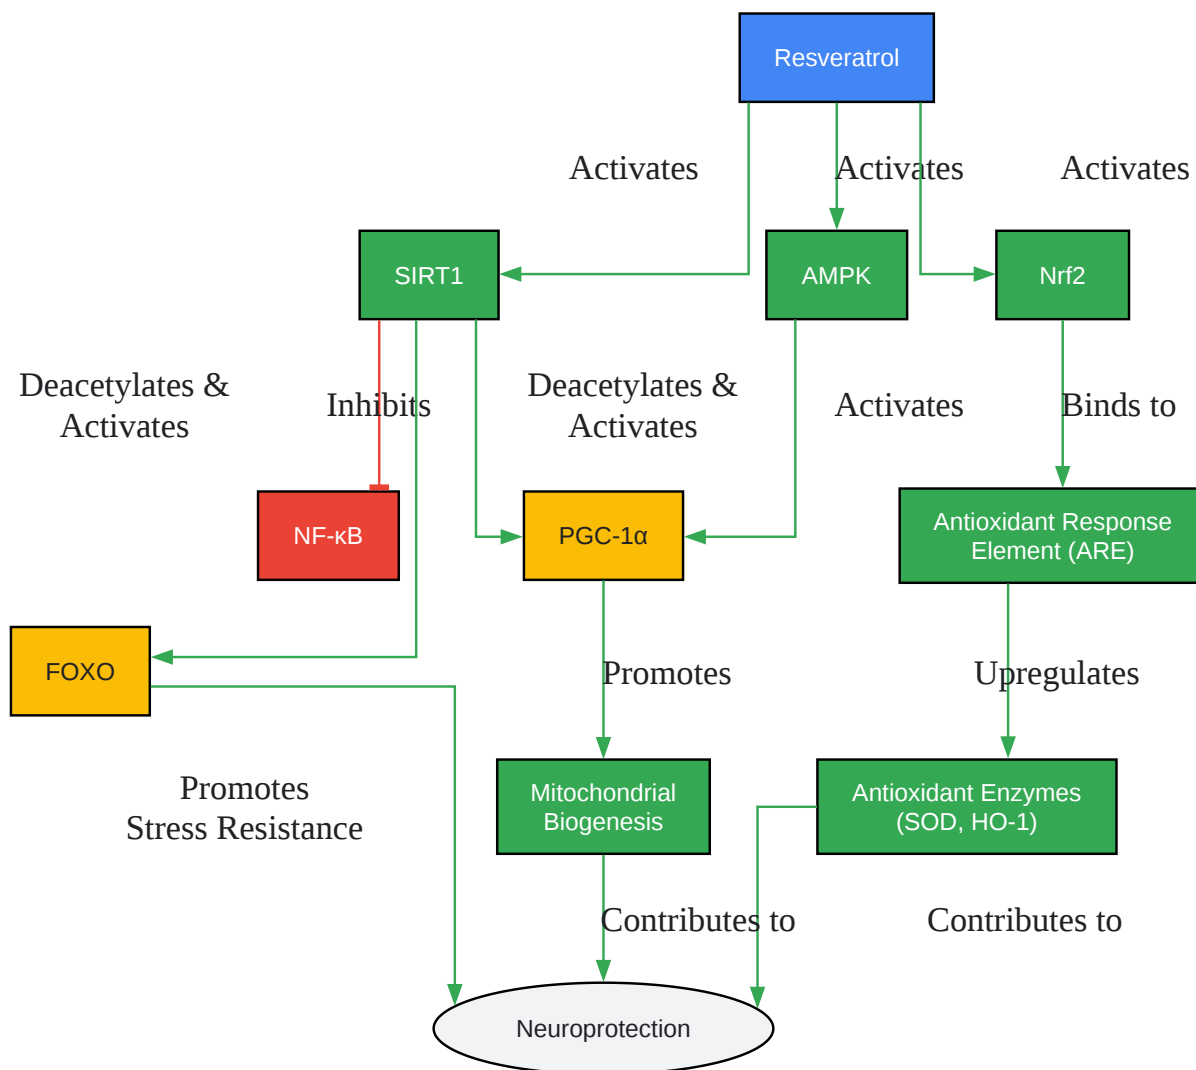 Resveratrol
Activates
Activates
Activates
SIRT1
AMPK
Nrf2
Deacetylates &
Activates
Inhibits
Deacetylates &
Activates
Activates
Binds to
NF-κB
PGC-1α
Antioxidant Response
Element (ARE)
FOXO
Promotes
Upregulates
Promotes
Stress Resistance
Mitochondrial
Biogenesis
Antioxidant Enzymes
(SOD, HO-1)
Contributes to
Contributes to
Neuroprotection